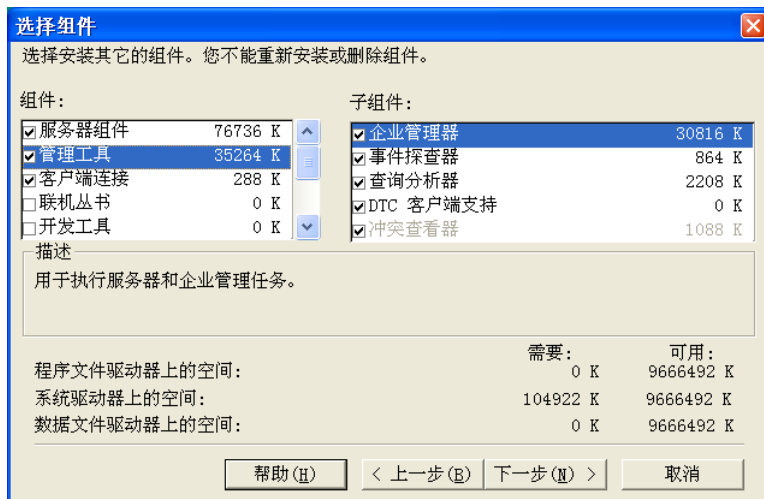 选择组件
选择安装其它的组件。您不能重新安装或删除组件。
组件:
服务器组件 76736 K
管理工具 35264 K
客户端连接 288 K
联机丛书 0 K
开发工具 0 K
子组件:
企业管理器 30816 K
事件探查器 864 K
查询分析器 2208 K
DTC 客户端支持 0 K
冲突查看器 1088 K
描述
用于执行服务器和企业管理任务。
需要: 可用:
程序文件驱动器上的空间: 0 K 9666492 K
系统驱动器上的空间: 104922 K 9666492 K
数据文件驱动器上的空间: 0 K 9666492 K
帮助(H) < 上一步(B) 下一步(N) > 取消